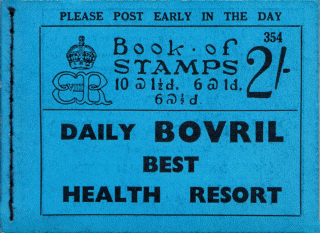 PLEASE POST EARLY IN THE DAY
354
Book · of
STAMPS 2/-
10 @ 1½d. 6 @ 1d.
6 @ ½d.
DAILY BOVRIL
BEST
HEALTH RESORT